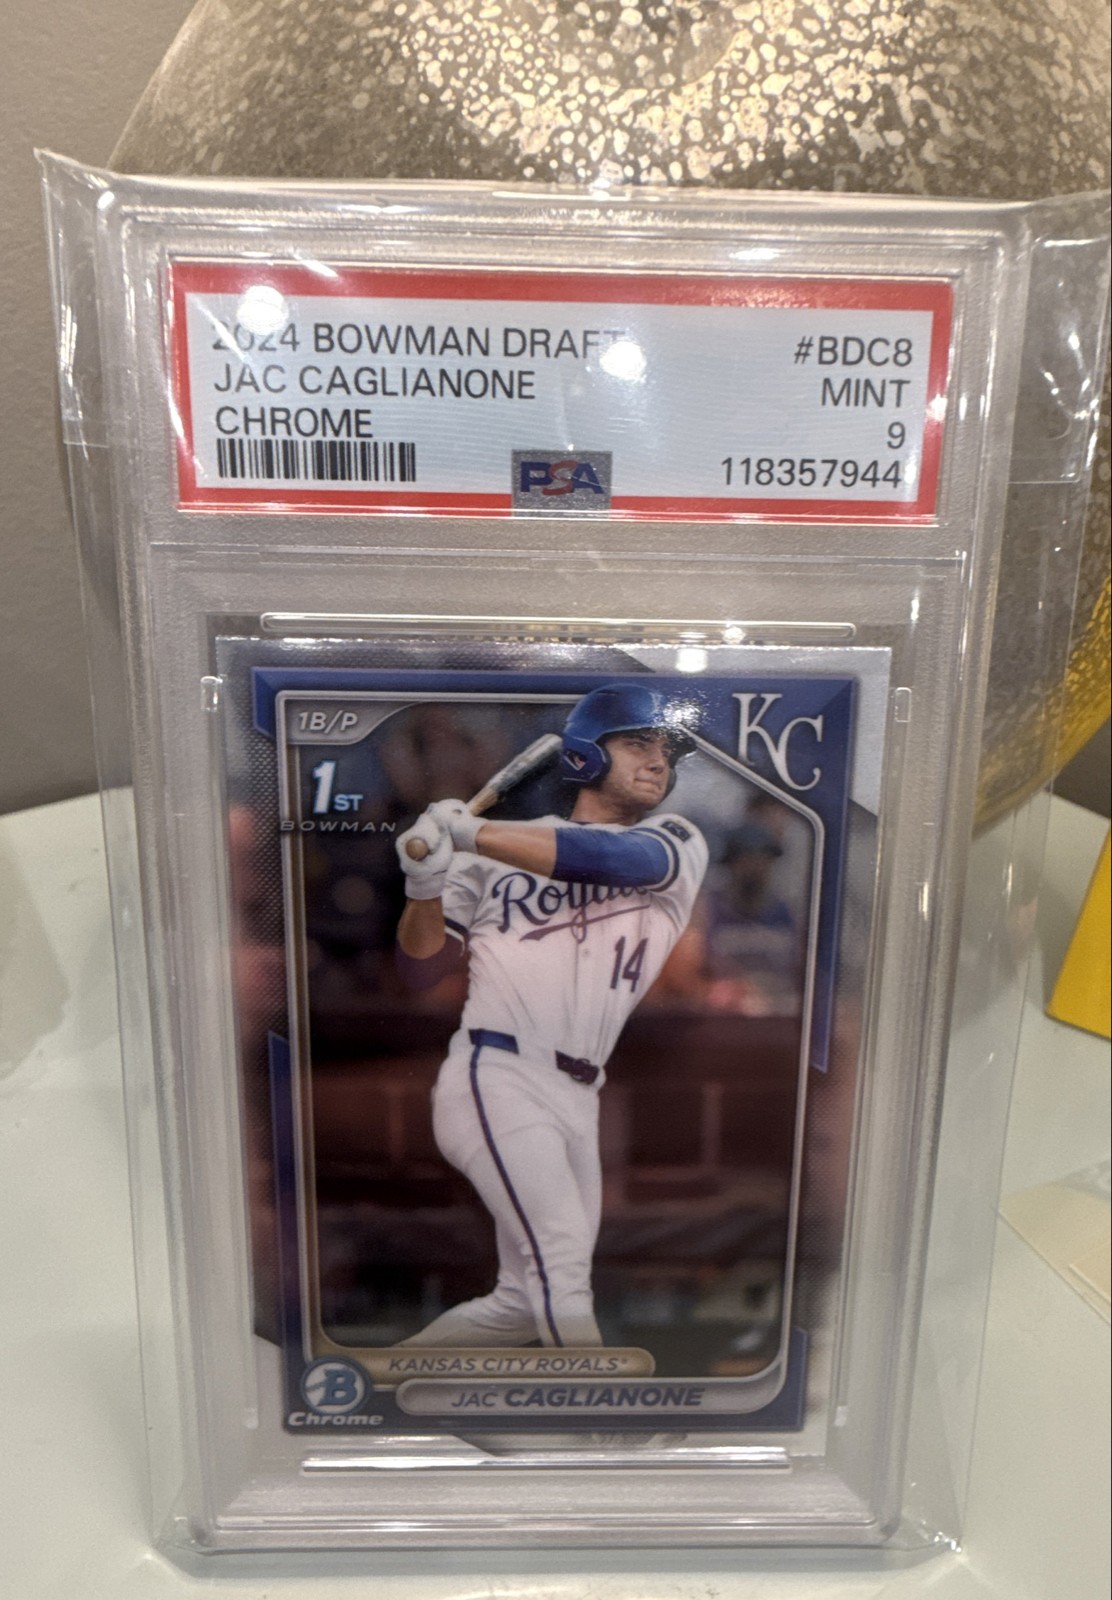 2024 BOWMAN DRAFT
#BDC8
JAC CAGLIANONE
MINT
CHROME
9
PSA
118357944
1B/P
KC
1ST
BOWMAN
Royals
14
KANSAS CITY ROYALS®
B
JAC CAGLIANONE
Chrome